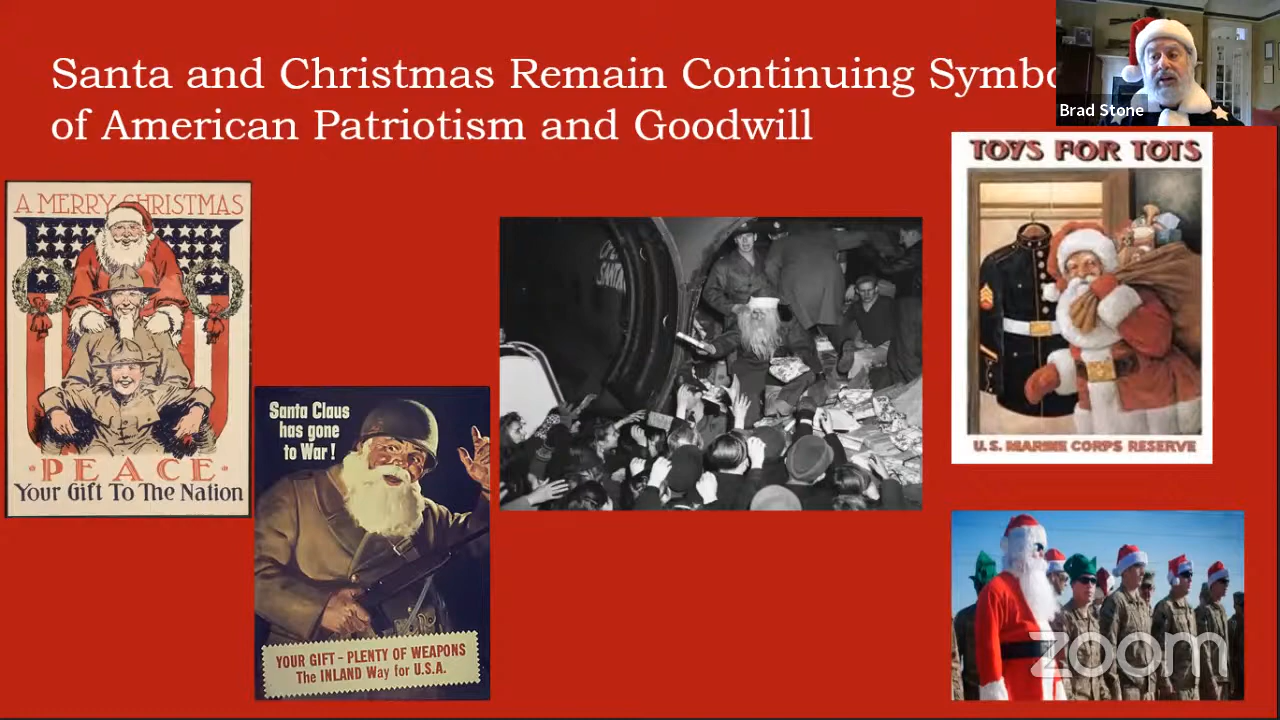 Santa and Christmas Remain Continuing Symbo
of American Patriotism and Goodwill
Brad Stone
A MERRY CHRISTMAS
PEACE
Your Gift To The Nation
Santa Claus
has gone
to War!
YOUR GIFT - PLENTY OF WEAPONS
The INLAND Way for U.S.A.
SANTA
TOYS FOR TOTS
U.S. MARINE CORPS RESERVE
zoom